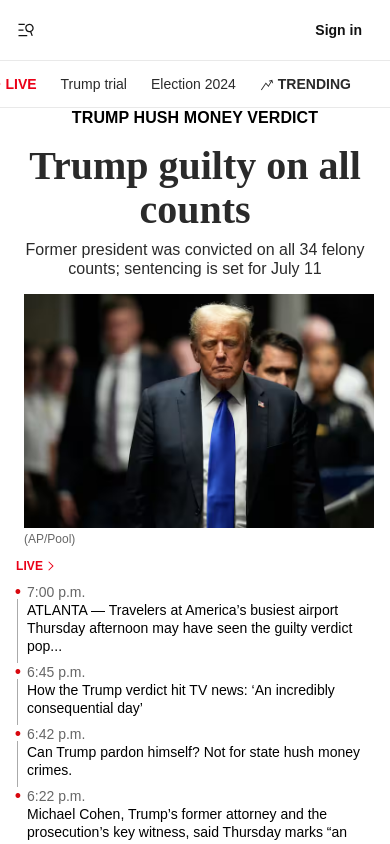 Sign in
LIVE
Trump trial
Election 2024
TRENDING
TRUMP HUSH MONEY VERDICT
Trump guilty on all
counts
Former president was convicted on all 34 felony
counts; sentencing is set for July 11
(AP/Pool)
LIVE
7:00 p.m.
ATLANTA — Travelers at America’s busiest airport
Thursday afternoon may have seen the guilty verdict
pop...
6:45 p.m.
How the Trump verdict hit TV news: ‘An incredibly
consequential day’
6:42 p.m.
Can Trump pardon himself? Not for state hush money
crimes.
6:22 p.m.
Michael Cohen, Trump’s former attorney and the
prosecution’s key witness, said Thursday marks “an